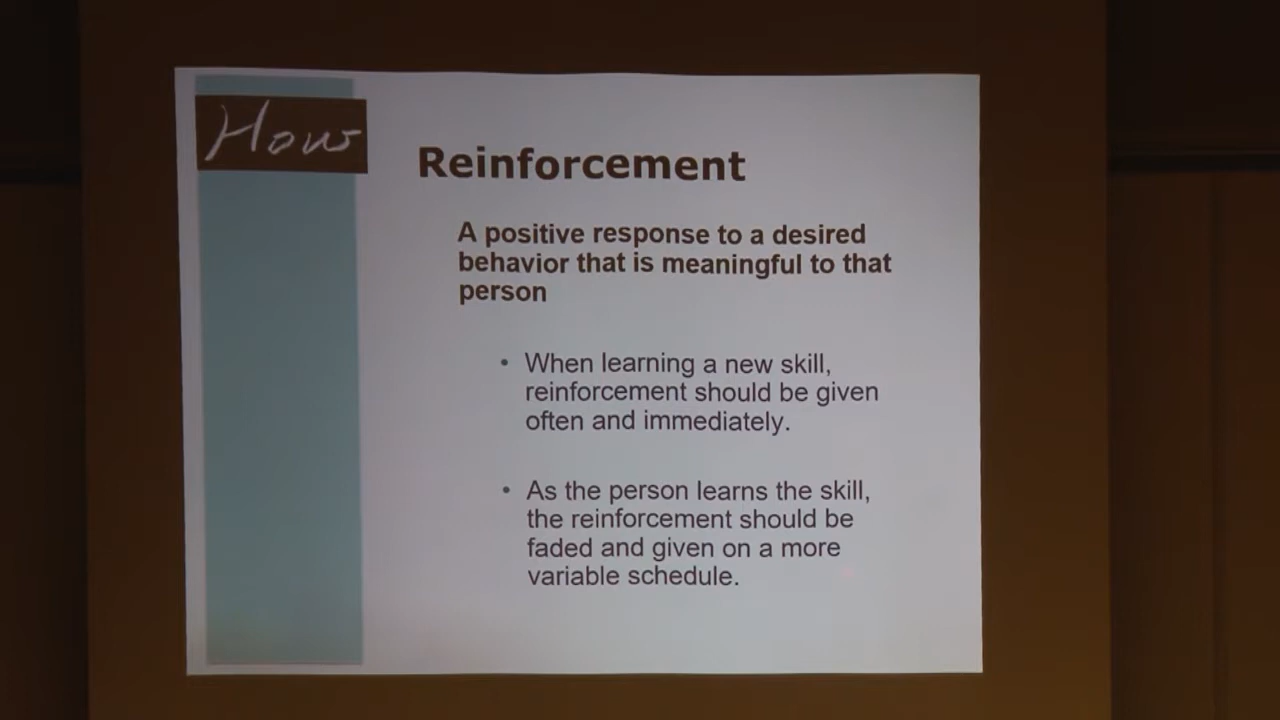 How
Reinforcement
A positive response to a desired
behavior that is meaningful to that
person
• When learning a new skill,
reinforcement should be given
often and immediately.
• As the person learns the skill,
the reinforcement should be
faded and given on a more
variable schedule.